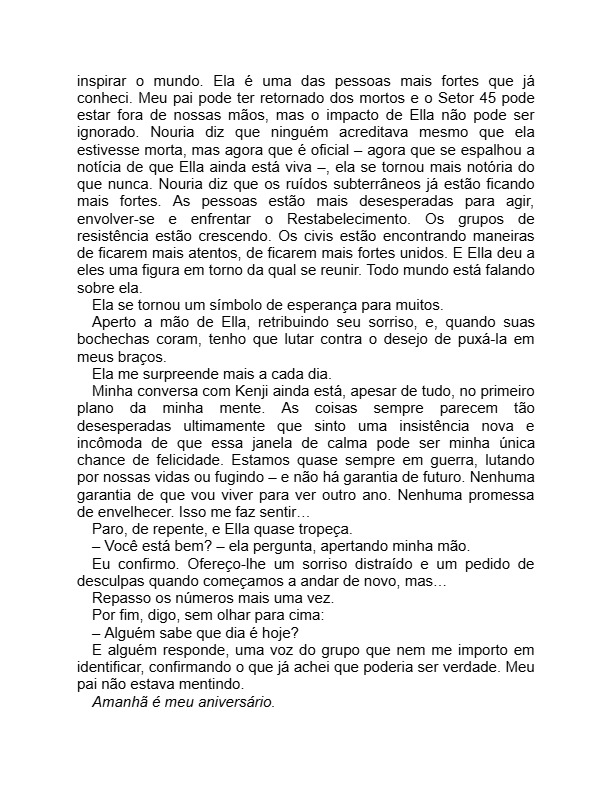 inspirar o mundo. Ela é uma das pessoas mais fortes que já
conheci. Meu pai pode ter retornado dos mortos e o Setor 45 pode
estar fora de nossas mãos, mas o impacto de Ella não pode ser
ignorado. Nouria diz que ninguém acreditava mesmo que ela
estivesse morta, mas agora que é oficial – agora que se espalhou a
notícia de que Ella ainda está viva –, ela se tornou mais notória do
que nunca. Nouria diz que os ruídos subterrâneos já estão ficando
mais fortes. As pessoas estão mais desesperadas para agir,
envolver-se e enfrentar o Restabelecimento. Os grupos de
resistência estão crescendo. Os civis estão encontrando maneiras
de ficarem mais atentos, de ficarem mais fortes unidos. E Ella deu a
eles uma figura em torno da qual se reunir. Todo mundo está falando
sobre ela.
Ela se tornou um símbolo de esperança para muitos.
Aperto a mão de Ella, retribuindo seu sorriso, e, quando suas
bochechas coram, tenho que lutar contra o desejo de puxá-la em
meus braços.
Ela me surpreende mais a cada dia.
Minha conversa com Kenji ainda está, apesar de tudo, no primeiro
plano da minha mente. As coisas sempre parecem tão
desesperadas ultimamente que sinto uma insistência nova e
incômoda de que essa janela de calma pode ser minha única
chance de felicidade. Estamos quase sempre em guerra, lutando
por nossas vidas ou fugindo – e não há garantia de futuro. Nenhuma
garantia de que vou viver para ver outro ano. Nenhuma promessa
de envelhecer. Isso me faz sentir…
Paro, de repente, e Ella quase tropeça.
– Você está bem? – ela pergunta, apertando minha mão.
Eu confirmo. Ofereço-lhe um sorriso distraído e um pedido de
desculpas quando começamos a andar de novo, mas…
Repasso os números mais uma vez.
Por fim, digo, sem olhar para cima:
– Alguém sabe que dia é hoje?
E alguém responde, uma voz do grupo que nem me importo em
identificar, confirmando o que já achei que poderia ser verdade. Meu
pai não estava mentindo.
Amanhã é meu aniversário.